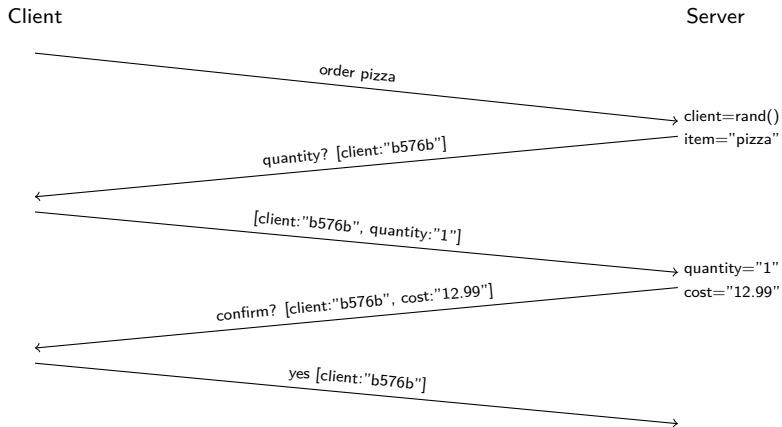 Client
Server
order pizza
client=rand()
item="pizza"
quantity? [client:"b576b"]
[client:"b576b", quantity:"1"]
quantity="1"
cost="12.99"
confirm? [client:"b576b", cost:"12.99"]
yes [client:"b576b"]